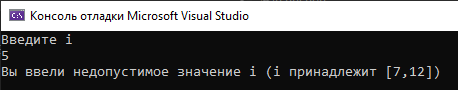 Консоль отладки Microsoft Visual Studio
Введите i
5
Вы ввели недопустимое значение i (i принадлежит [7,12])